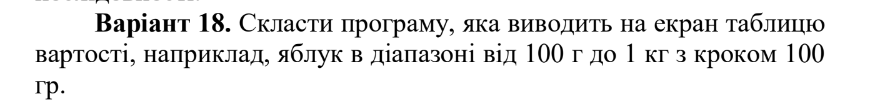 Варіант 18. Скласти програму, яка виводить на екран таблицю
вартості, наприклад, яблук в діапазоні від 100 г до 1 кг з кроком 100
гр.